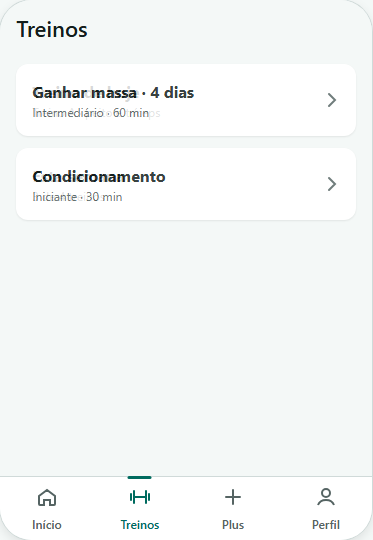 Treinos
Ganhar massa · 4 dias
Intermediário · 60 min
Condicionamento
Iniciante · 30 min
Início
Treinos
Plus
Perfil